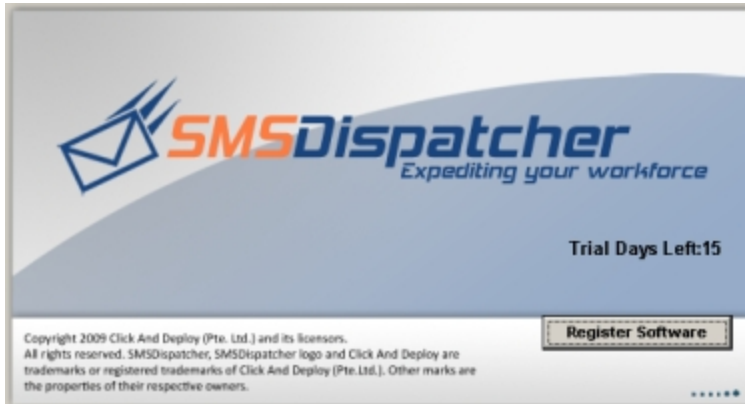 SMSDispatcher
Expediting your workforce
Trial Days Left:15
Register Software
Copyright 2009 Click And Deploy (Pte. Ltd.) and its licensors.
All rights reserved. SMSDispatcher, SMSDispatcher logo and Click And Deploy are
trademarks or registered trademarks of Click And Deploy (Pte.Ltd.). Other marks are
the properties of their respective owners.